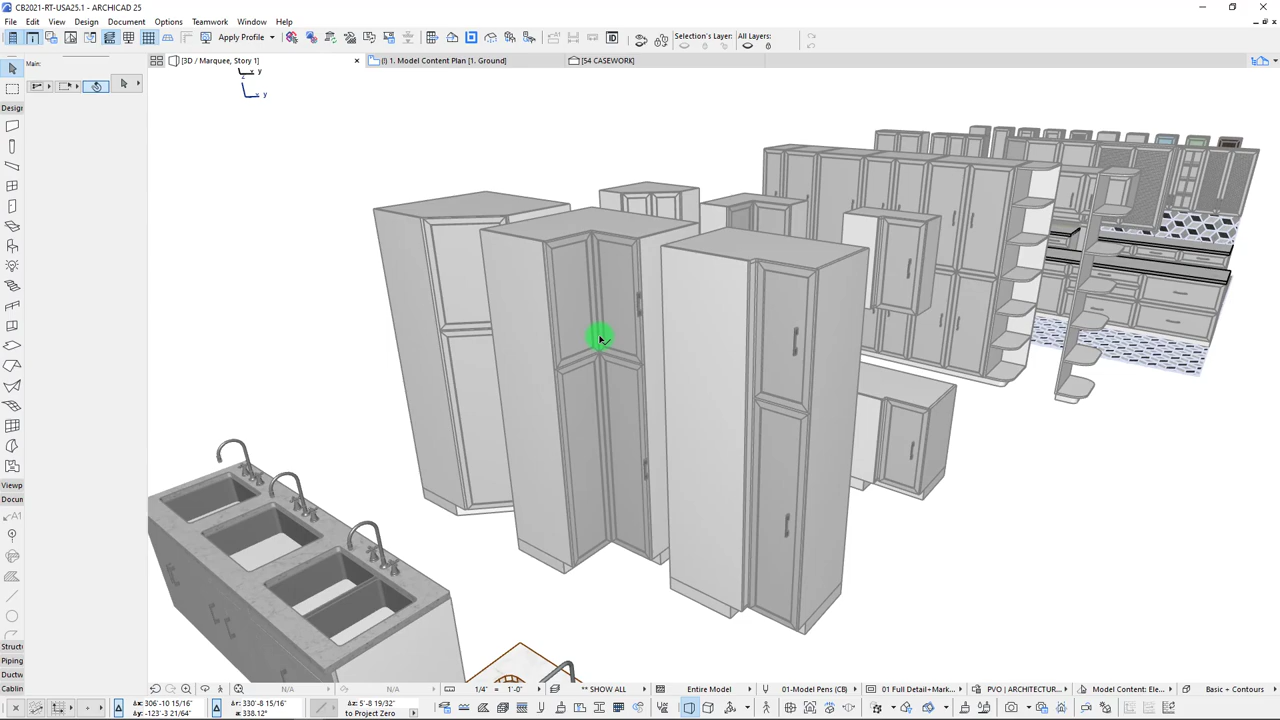 CB2021-RT-USA25.1 - ARCHICAD 25
File Edit View Design Document Options Teamwork Window Help
Apply Profile
Selection's Layer:
All Layers:
Main:
[3D / Marquee, Story 1]
(!) 1. Model Content Plan [1. Ground]
[S4 CASEWORK]
y
z
y
Desig
Viewp
Docum
A1
Struct
Piping
Ductw
Cablin
N/A
N/A
1/4" = 1'-0"
** SHOW ALL
Entire Model
01-Model Pens (CB)
01 Full Detail+Mark...
PVO | ARCHITECTUR...
Model Content: Ele...
Basic + Contours
Δx: 306'-10 15/16"
Δy: -123'-3 21/64"
Δr: 330'-8 15/16"
338.12°
Δz: 5'-8 19/32"
to Project Zero